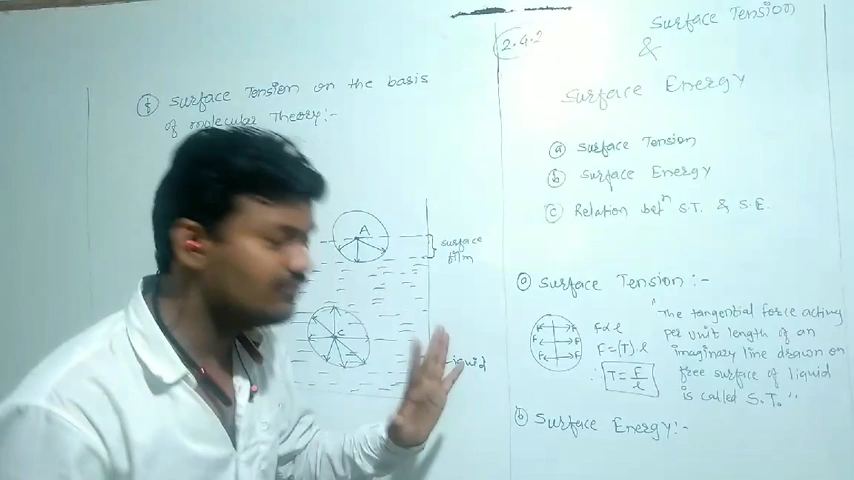 (f) Surface Tension on the basis
of molecular Theory:-
A
surface
film
C
liquid
2.4.2
Surface Tension
&
Surface Energy
(a) Surface Tension
(b) Surface Energy
(c) Relation betn S.T. & S.E.
(a) Surface Tension :-
F F
F F
F F
F∝l
F=(T).l
∴ T=F/l
"The tangential force acting
per unit length of an
imaginary line drawn on
free surface of liquid
is called S.T."
(b) Surface Energy:-